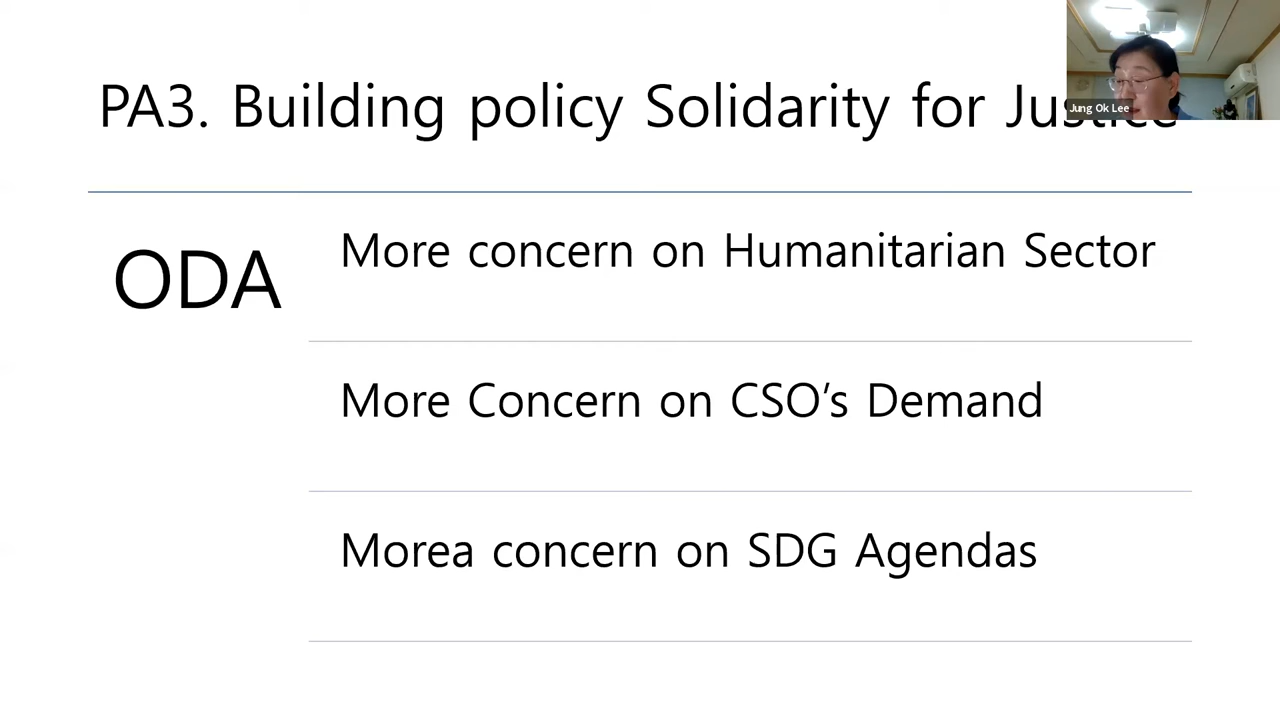 PA3. Building policy Solidarity for Justice
Jung Ok Lee
ODA
More concern on Humanitarian Sector
More Concern on CSO’s Demand
Morea concern on SDG Agendas